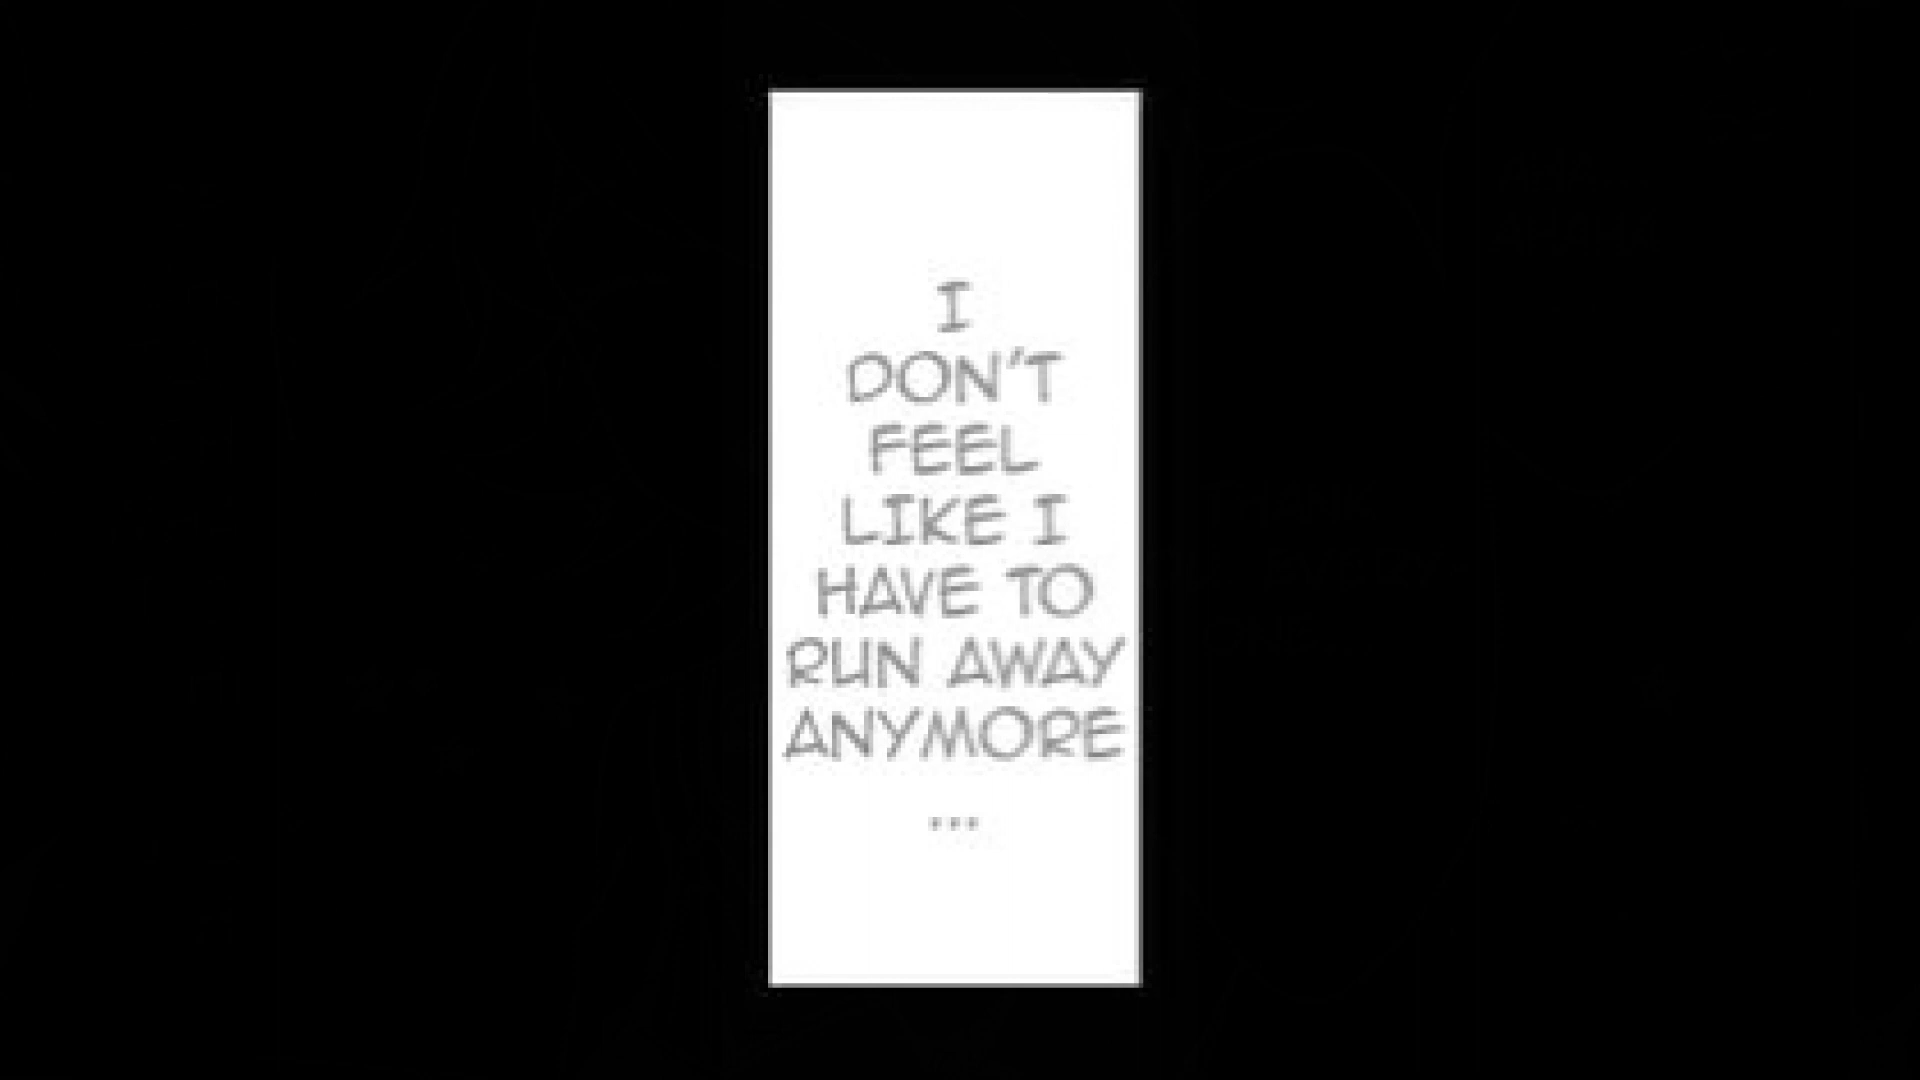 I
DON'T
FEEL
LIKE I
HAVE TO
RUN AWAY
ANYMORE
...